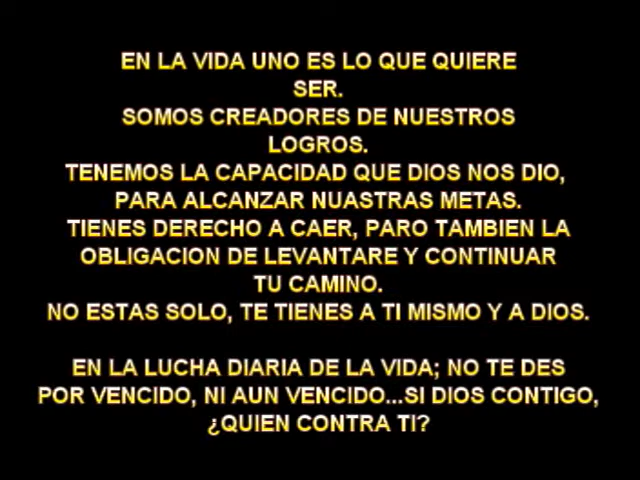 EN LA VIDA UNO ES LO QUE QUIERE
SER.
SOMOS CREADORES DE NUESTROS
LOGROS.
TENEMOS LA CAPACIDAD QUE DIOS NOS DIO,
PARA ALCANZAR NUASTRAS METAS.
TIENES DERECHO A CAER, PARO TAMBIEN LA
OBLIGACION DE LEVANTARE Y CONTINUAR
TU CAMINO.
NO ESTAS SOLO, TE TIENES A TI MISMO Y A DIOS.
EN LA LUCHA DIARIA DE LA VIDA; NO TE DES
POR VENCIDO, NI AUN VENCIDO...SI DIOS CONTIGO,
¿QUIEN CONTRA TI?